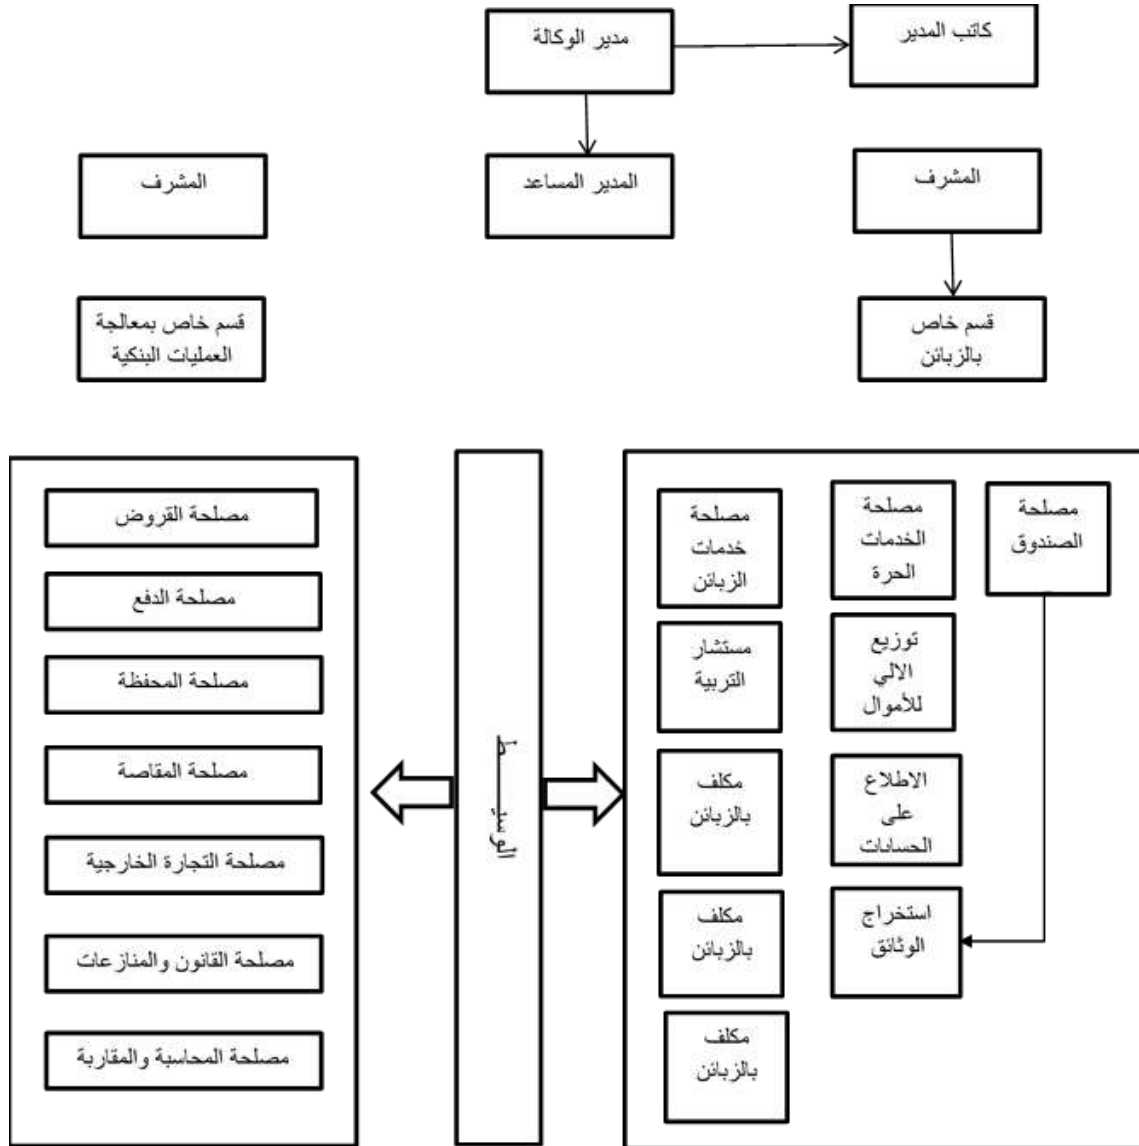 كاتب المدير
مدير الوكالة
المشرف
المدير المساعد
المشرف
قسم خاص
بالزبائن
قسم خاص بمعالجة
العمليات البنكية
مصلحة
الصندوق
مصلحة
الخدمات
الحرة
توزيع
الالي
للأموال
الاطلاع
على
الحسابات
استخراج
الوثائق
مصلحة
خدمات
الزبائن
مستشار
التربية
مكلف
بالزبائن
مكلف
بالزبائن
مكلف
بالزبائن
الوسيـــــــط
مصلحة القروض
مصلحة الدفع
مصلحة المحفظة
مصلحة المقاصة
مصلحة التجارة الخارجية
مصلحة القانون والمنازعات
مصلحة المحاسبة والمقاربة